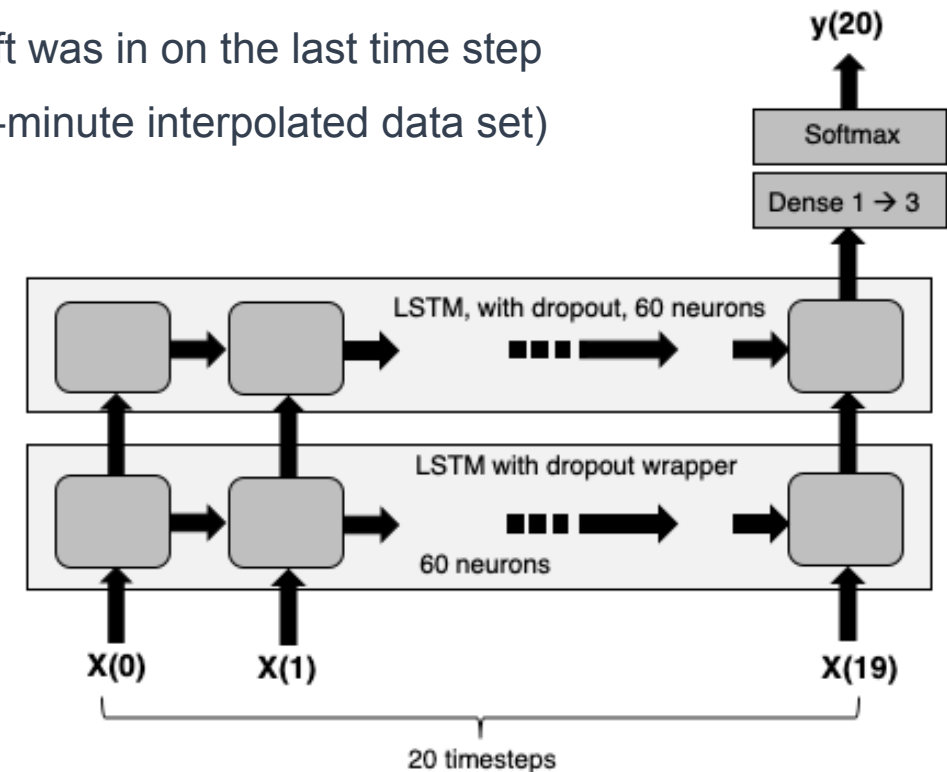 ft was in on the last time step
-minute interpolated data set)
y(20)
Softmax
Dense 1 → 3
LSTM, with dropout, 60 neurons
LSTM with dropout wrapper
60 neurons
X(0) X(1) X(19)
20 timesteps